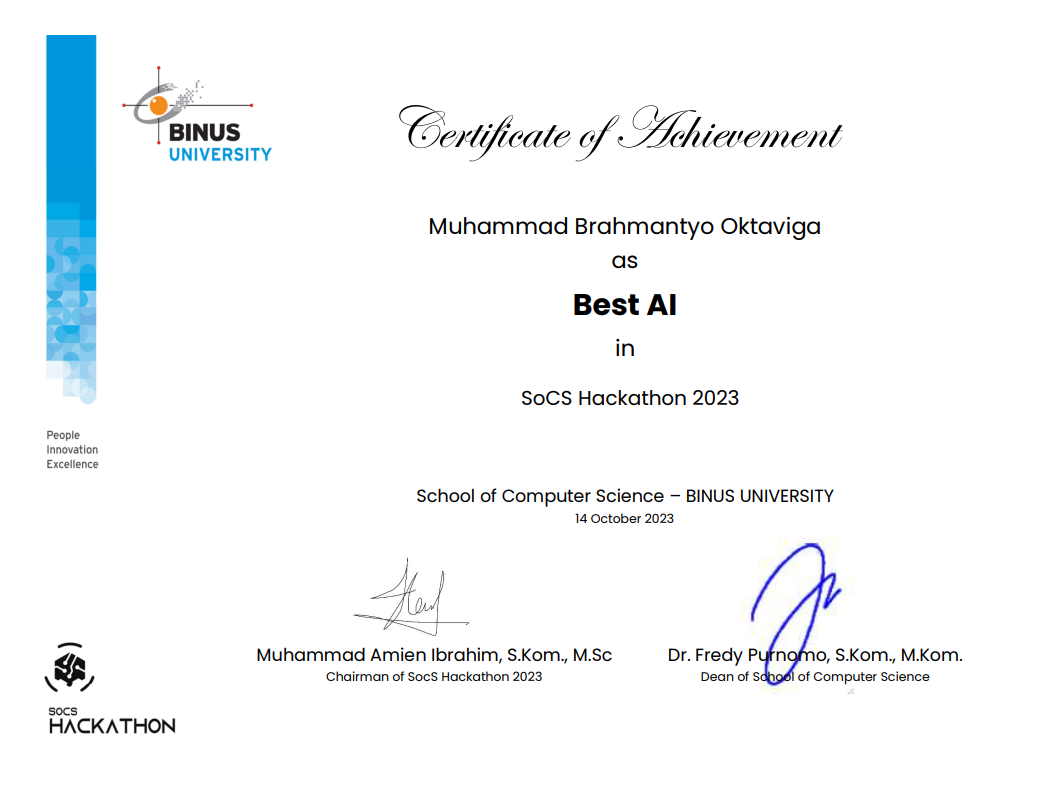 BINUS
UNIVERSITY
Certificate of Achievement
Muhammad Brahmantyo Oktaviga
as
Best AI
in
SoCS Hackathon 2023
People
Innovation
Excellence
School of Computer Science – BINUS UNIVERSITY
14 October 2023
Muhammad Amien Ibrahim, S.Kom., M.Sc
Chairman of SocS Hackathon 2023
Dr. Fredy Purnomo, S.Kom., M.Kom.
Dean of School of Computer Science
SOCS
HACKATHON